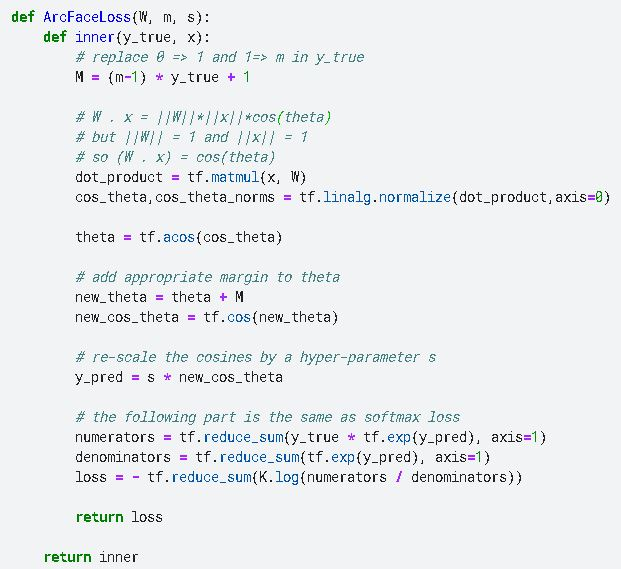 def ArcFaceLoss(W, m, s):
    def inner(y_true, x):
        # replace 0 => 1 and 1=> m in y_true
        M = (m-1) * y_true + 1
        # W . x = ||W||*||x||*cos(theta)
        # but ||W|| = 1 and ||x|| = 1
        # so (W . x) = cos(theta)
        dot_product = tf.matmul(x, W)
        cos_theta,cos_theta_norms = tf.linalg.normalize(dot_product,axis=0)
        theta = tf.acos(cos_theta)
        # add appropriate margin to theta
        new_theta = theta + M
        new_cos_theta = tf.cos(new_theta)
        # re-scale the cosines by a hyper-parameter s
        y_pred = s * new_cos_theta
        # the following part is the same as softmax loss
        numerators = tf.reduce_sum(y_true * tf.exp(y_pred), axis=1)
        denominators = tf.reduce_sum(tf.exp(y_pred), axis=1)
        loss = - tf.reduce_sum(K.log(numerators / denominators))
        return loss
    return inner